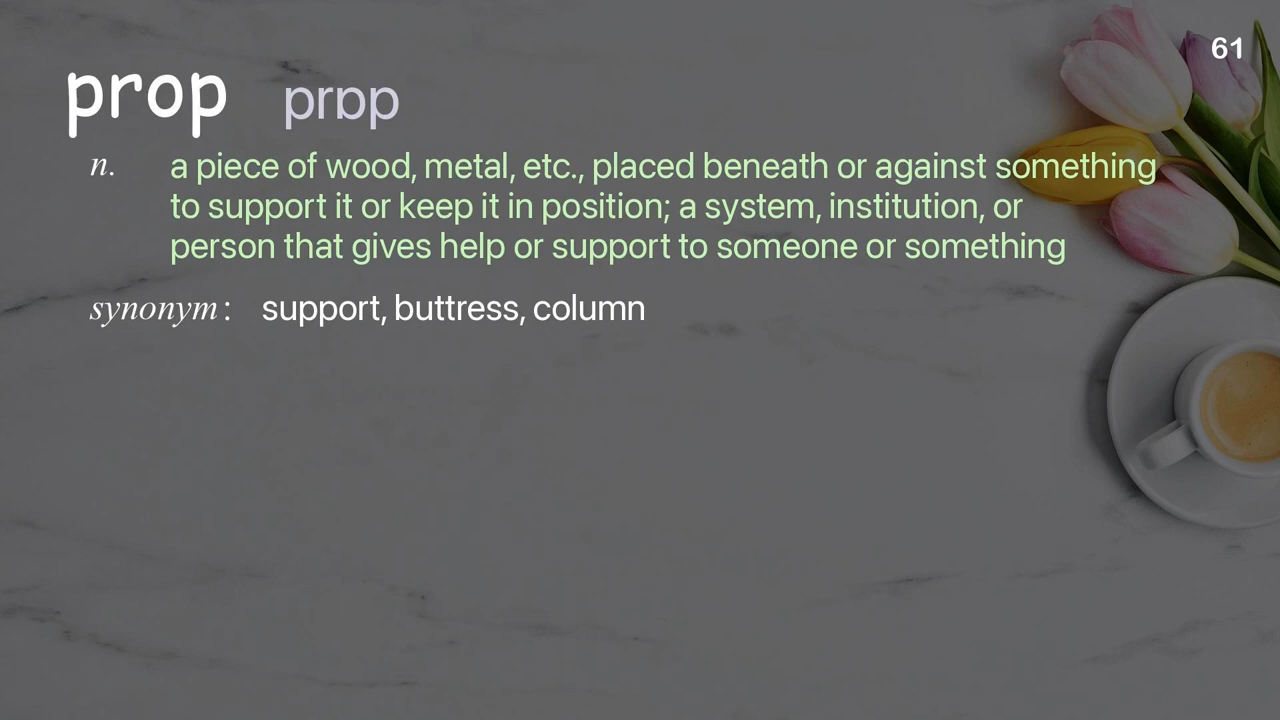 61
prop prɒp
n. a piece of wood, metal, etc., placed beneath or against something
to support it or keep it in position; a system, institution, or
person that gives help or support to someone or something
synonym: support, buttress, column